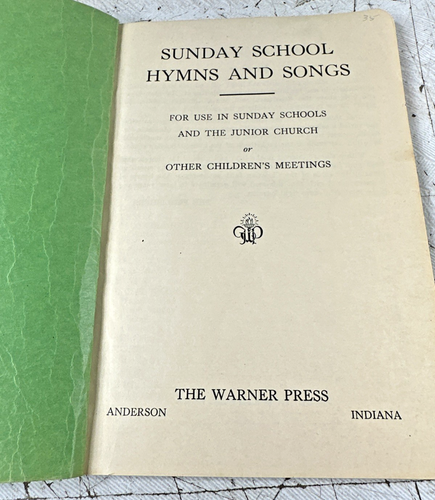 35
SUNDAY SCHOOL
HYMNS AND SONGS
FOR USE IN SUNDAY SCHOOLS
AND THE JUNIOR CHURCH
or
OTHER CHILDREN'S MEETINGS
THE WARNER PRESS
ANDERSON INDIANA